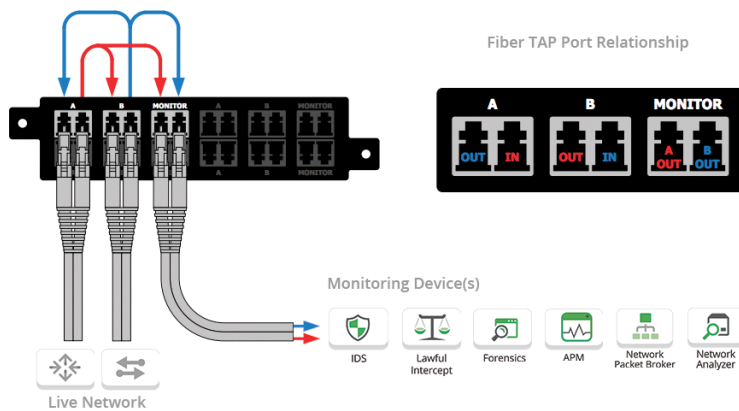 Fiber TAP Port Relationship
A B MONITOR A B MONITOR
A B MONITOR
A B MONITOR
OUT IN OUT IN A OUT B OUT
Monitoring Device(s)
IDS
Lawful
Intercept
Forensics
APM
Network
Packet Broker
Network
Analyzer
Live Network